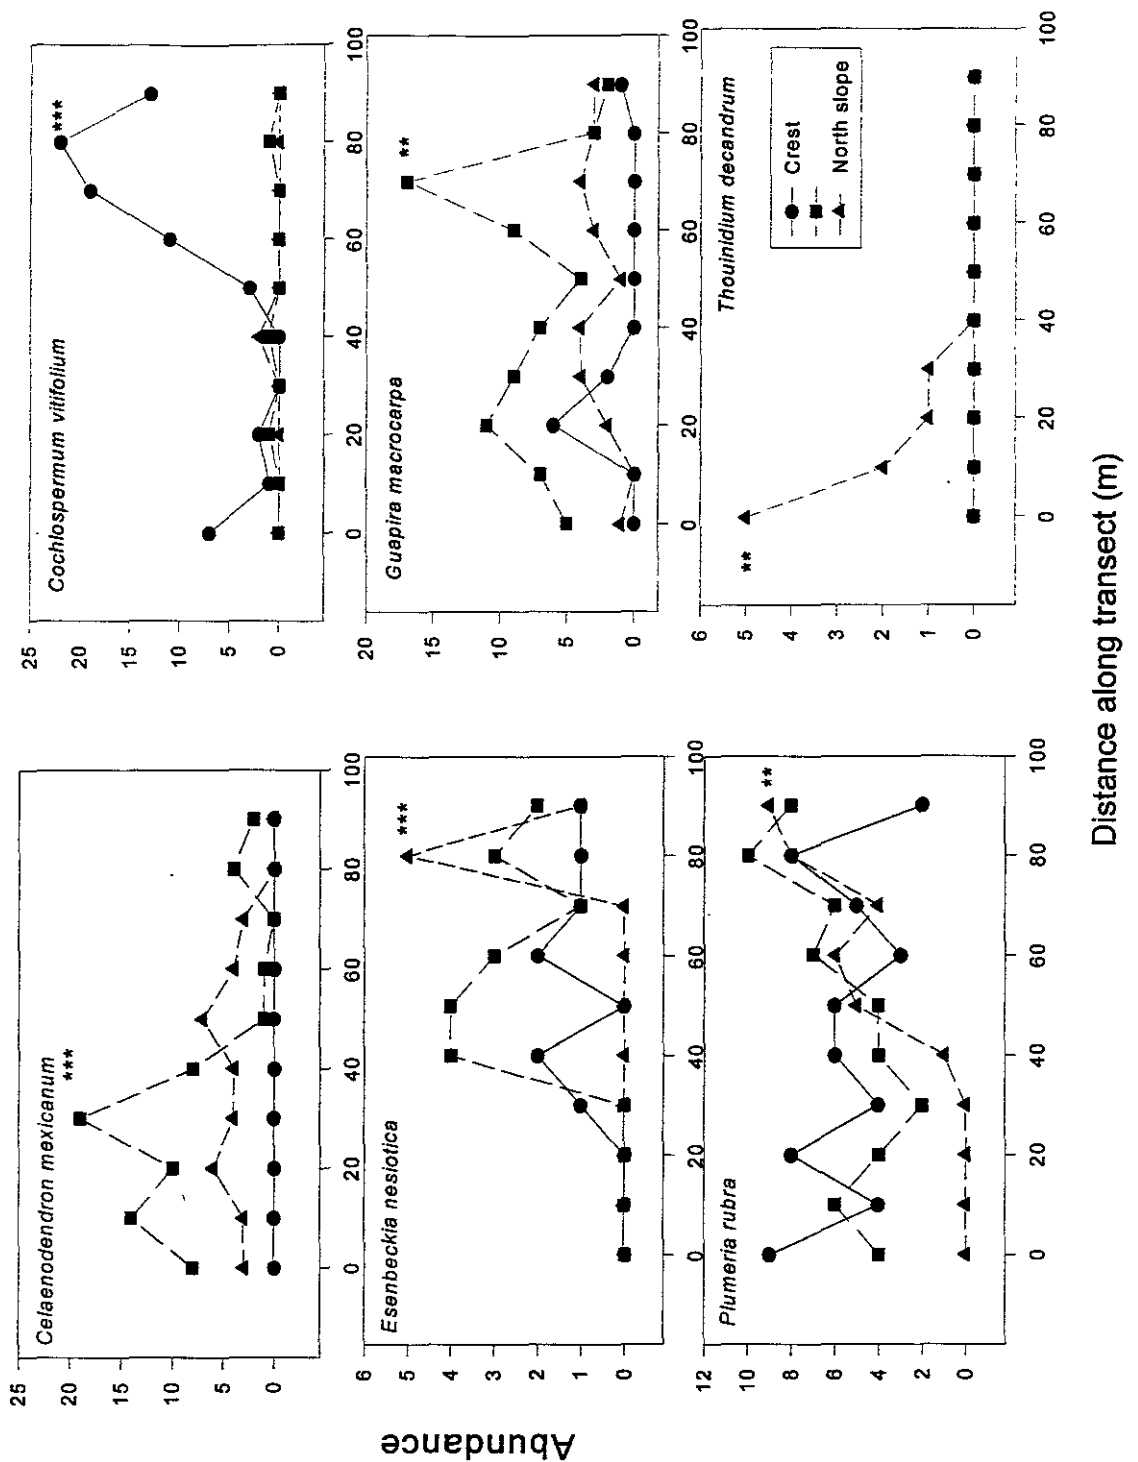 Abundance
25
20
15
10
5
0
Celaenodendron mexicanum
***
0 20 40 60 80 100
25
20
15
10
5
0
Cochlospermum vitifolium
***
0 20 40 60 80 100
6
5
4
3
2
1
0
Esenbeckia nesiotica
***
0 20 40 60 80 100
20
15
10
5
0
Guapira macrocarpa
**
0 20 40 60 80 100
12
10
8
6
4
2
0
Plumeria rubra
**
0 20 40 60 80 100
6
5
4
3
2
1
0
Thouinidium decandrum
**
Crest
North slope
0 20 40 60 80 100
Distance along transect (m)